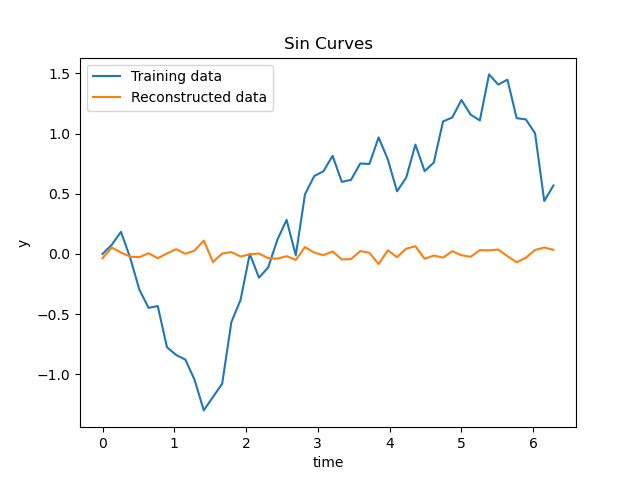 Sin Curves
Training data
Reconstructed data
1.5
1.0
0.5
0.0
−0.5
−1.0
y
0 1 2 3 4 5 6
time